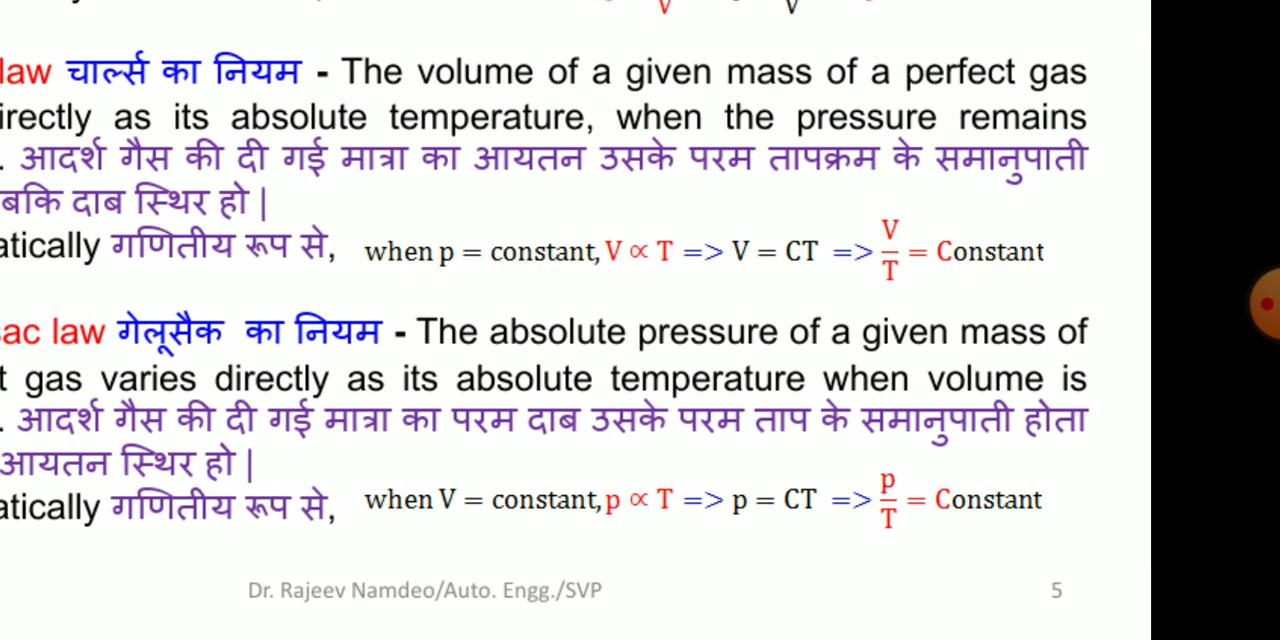 law चार्ल्स का नियम - The volume of a given mass of a perfect gas
irectly as its absolute temperature, when the pressure remains
. आदर्श गैस की दी गई मात्रा का आयतन उसके परम तापक्रम के समानुपाती
बकि दाब स्थिर हो |
atically गणितीय रूप से, when p = constant, V ∝ T => V = CT => V/T = Constant
ac law गेलूसैक का नियम - The absolute pressure of a given mass of
t gas varies directly as its absolute temperature when volume is
. आदर्श गैस की दी गई मात्रा का परम दाब उसके परम ताप के समानुपाती होता
आयतन स्थिर हो |
atically गणितीय रूप से, when V = constant, p ∝ T => p = CT => p/T = Constant
Dr. Rajeev Namdeo/Auto. Engg./SVP 5